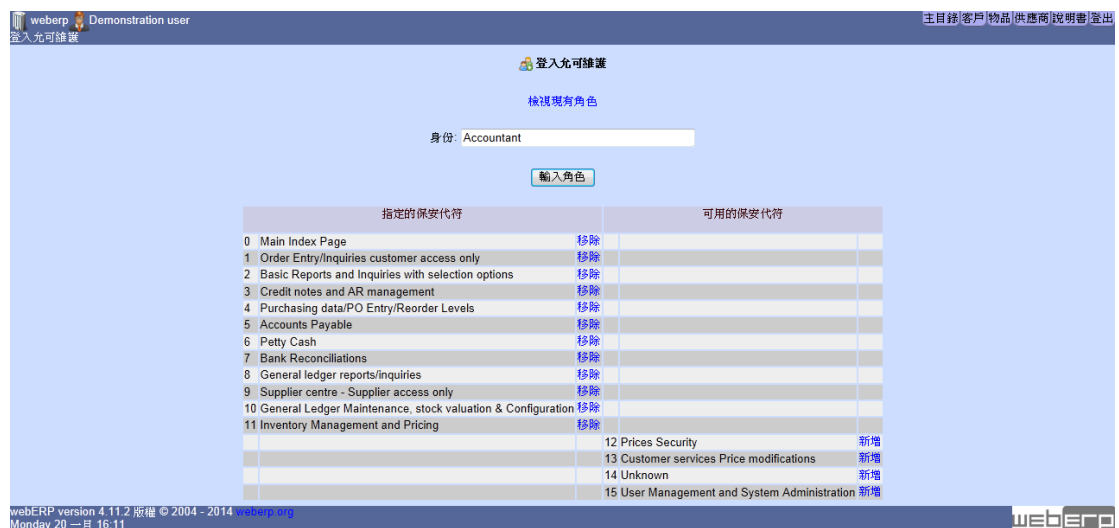 weberp Demonstration user 主目錄 客戶 物品 供應商 說明書 登出
登入允可維護
登入允可維護
檢視現有角色
身份: Accountant
輸入角色
指定的保安代符 可用的保安代符
0 Main Index Page 移除
1 Order Entry/Inquiries customer access only 移除
2 Basic Reports and Inquiries with selection options 移除
3 Credit notes and AR management 移除
4 Purchasing data/PO Entry/Reorder Levels 移除
5 Accounts Payable 移除
6 Petty Cash 移除
7 Bank Reconciliations 移除
8 General ledger reports/inquiries 移除
9 Supplier centre - Supplier access only 移除
10 General Ledger Maintenance, stock valuation & Configuration 移除
11 Inventory Management and Pricing 移除
12 Prices Security 新增
13 Customer services Price modifications 新增
14 Unknown 新增
15 User Management and System Administration 新增
webERP version 4.11.2 版權 © 2004 - 2014 weberp.org
Monday 20 一月 16:11
webERP